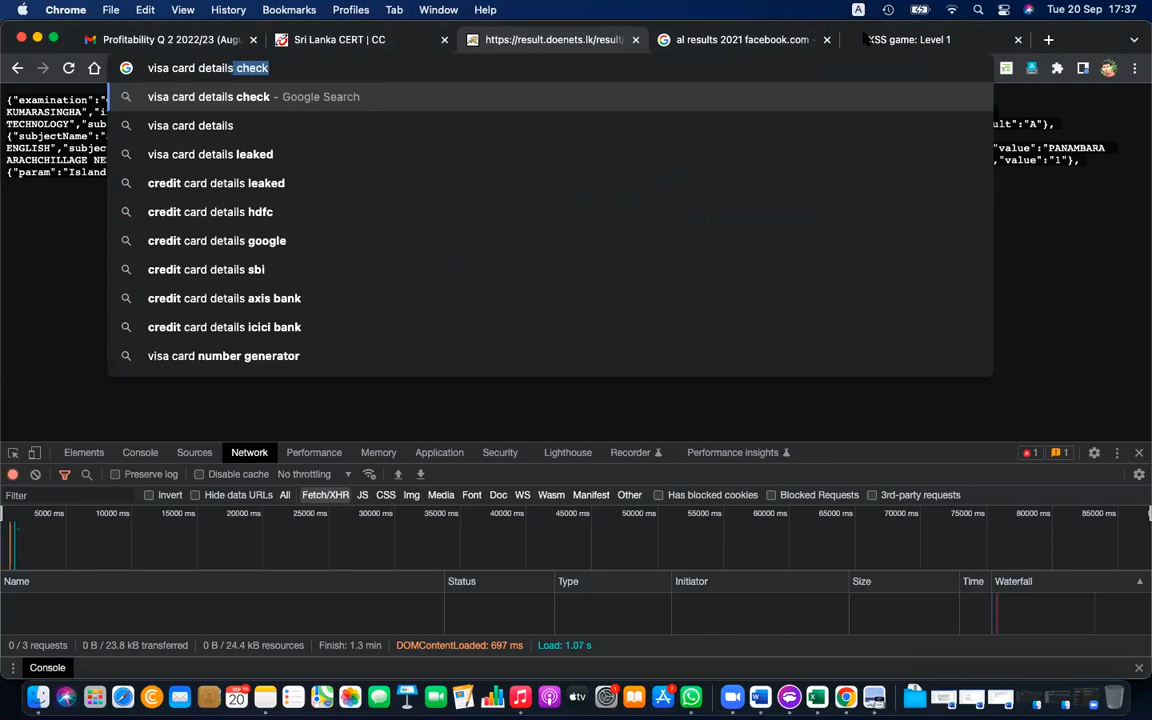 Chrome File Edit View History Bookmarks Profiles Tab Window Help A Tue 20 Sep 17:37
Profitability Q 2 2022/23 (Augu Sri Lanka CERT | CC https://result.doenets.lk/result/ al results 2021 facebook.com - XSS game: Level 1
visa card details check
{"examination":"
visa card details check - Google Search
KUMARASINGHA","i
TECHNOLOGY","sub visa card details ult":"A"},
{"subjectName":"
ENGLISH","subjec visa card details leaked "value":"PANAMBARA
ARACHCHILLAGE NE ,"value":"1"},
{"param":"Island credit card details leaked
credit card details hdfc
credit card details google
credit card details sbi
credit card details axis bank
credit card details icici bank
visa card number generator
Elements Console Sources Network Performance Memory Application Security Lighthouse Recorder Performance insights 1 1
Preserve log Disable cache No throttling
Filter Invert Hide data URLs All Fetch/XHR JS CSS Img Media Font Doc WS Wasm Manifest Other Has blocked cookies Blocked Requests 3rd-party requests
5000 ms 10000 ms 15000 ms 20000 ms 25000 ms 30000 ms 35000 ms 40000 ms 45000 ms 50000 ms 55000 ms 60000 ms 65000 ms 70000 ms 75000 ms 80000 ms 85000 ms
Name Status Type Initiator Size Time Waterfall
0 / 3 requests 0 B / 23.8 kB transferred 0 B / 24.4 kB resources Finish: 1.3 min DOMContentLoaded: 697 ms Load: 1.07 s
Console
tv